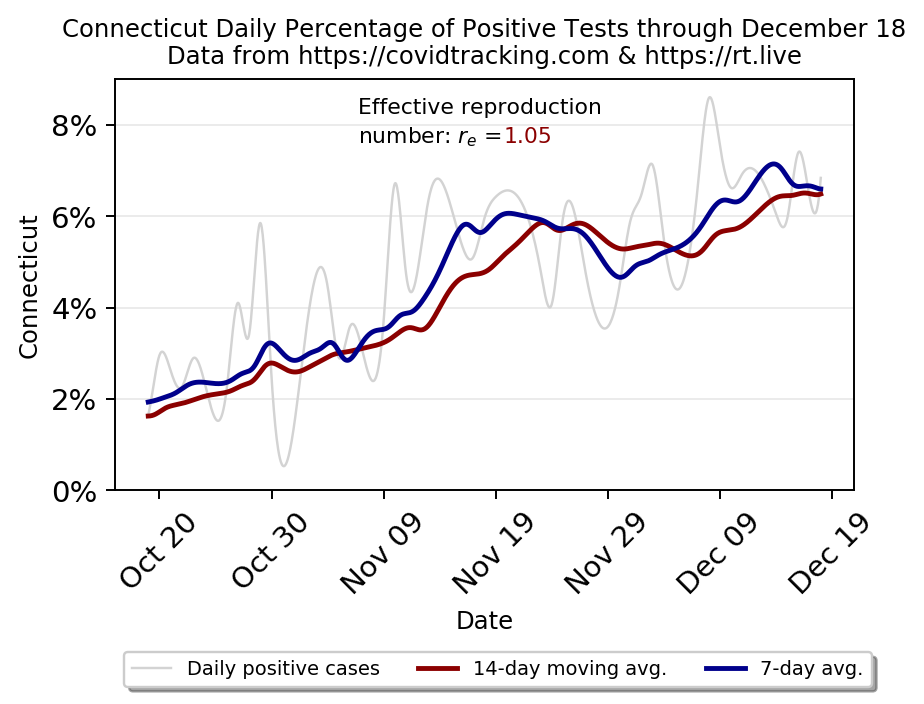 Connecticut Daily Percentage of Positive Tests through December 18
Data from https://covidtracking.com & https://rt.live
Effective reproduction
number: rₑ =1.05
8%
6%
4%
2%
0%
Connecticut
Oct 20
Oct 30
Nov 09
Nov 19
Nov 29
Dec 09
Dec 19
Date
Daily positive cases
14-day moving avg.
7-day avg.